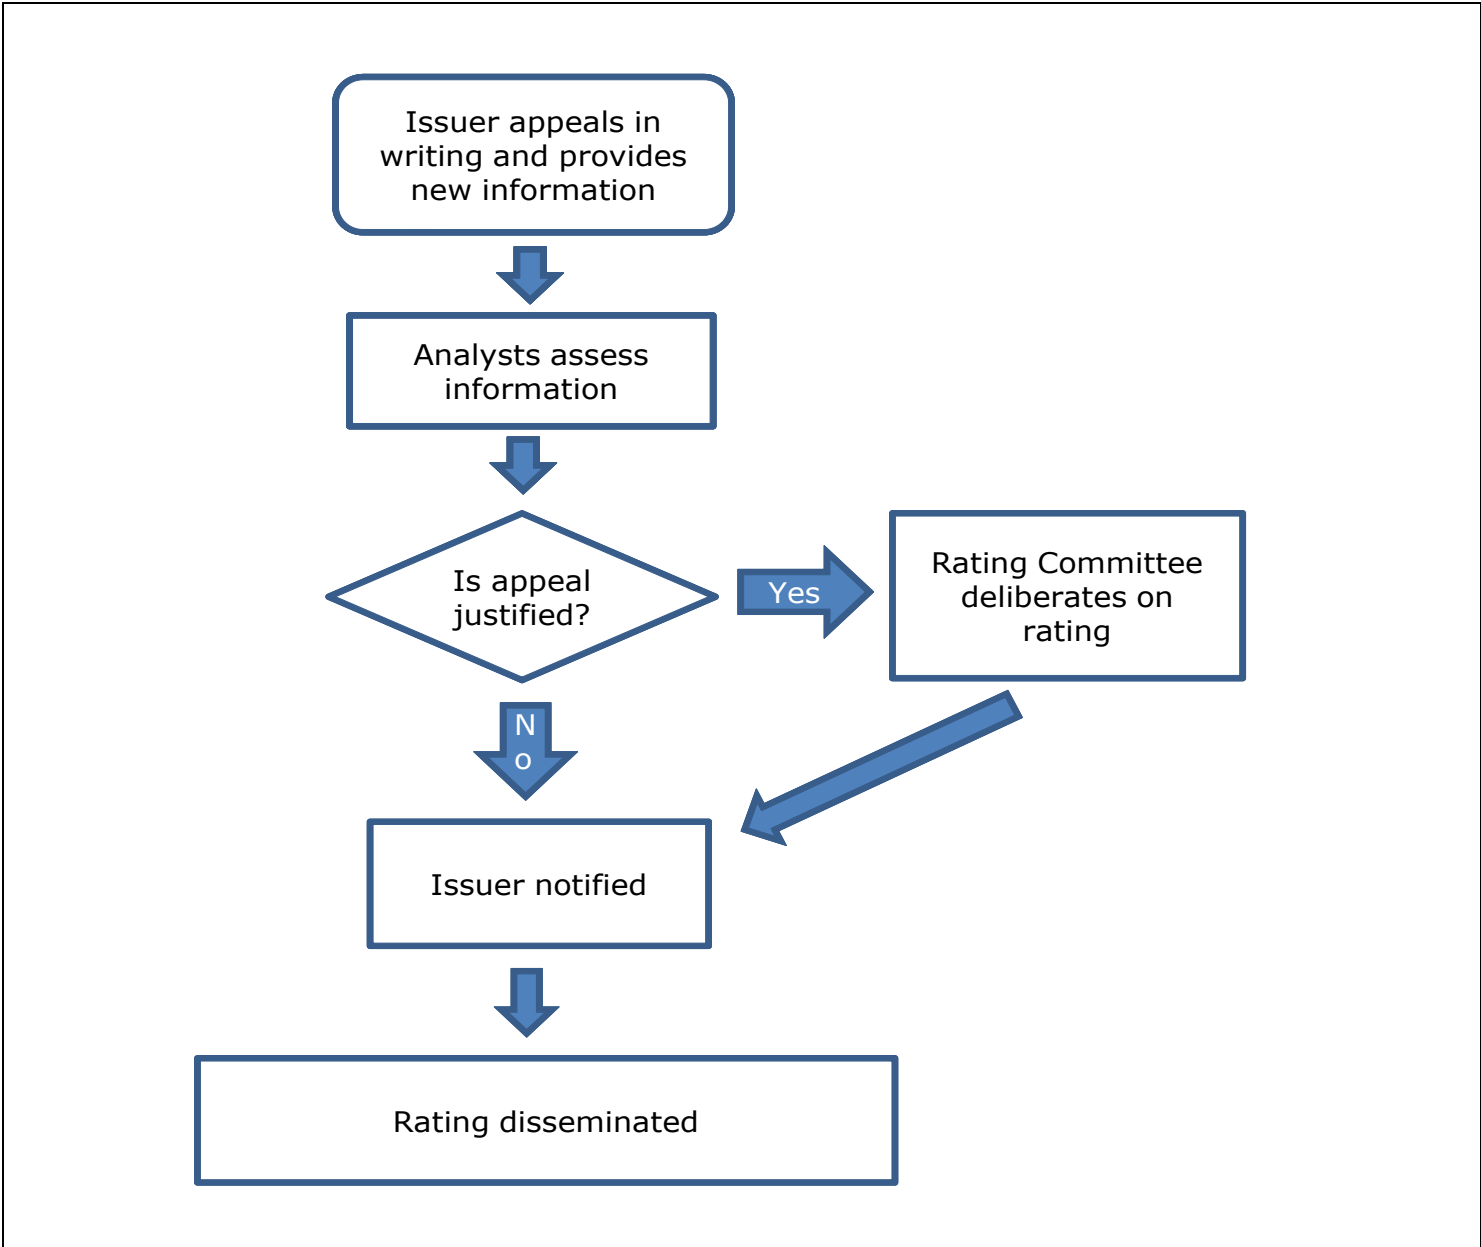 Issuer appeals in
writing and provides
new information
Analysts assess
information
Is appeal
justified?
Yes
Rating Committee
deliberates on
rating
N
o
Issuer notified
Rating disseminated